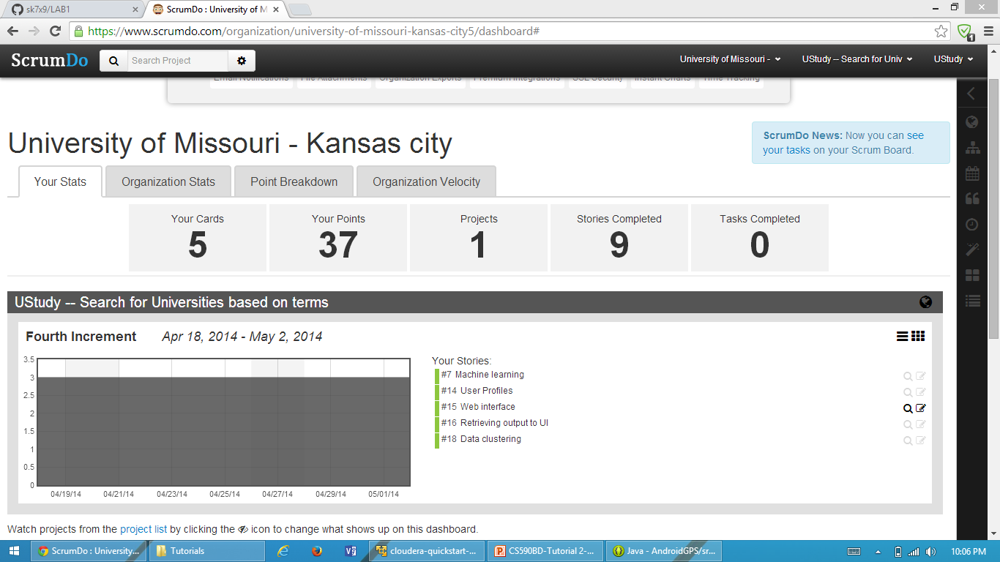 sk7x9/LAB1
ScrumDo : University of M
https://www.scrumdo.com/organization/university-of-missouri-kansas-city5/dashboard#
1
ScrumDo
Search Project
University of Missouri -
UStudy -- Search for Univ
UStudy
Email Notifications
File Attachments
Organization Exports
Premium Integrations
SSL Security
Instant Charts
Time Tracking
University of Missouri - Kansas city
ScrumDo News: Now you can see
your tasks on your Scrum Board.
Your Stats
Organization Stats
Point Breakdown
Organization Velocity
Your Cards
5
Your Points
37
Projects
1
Stories Completed
9
Tasks Completed
0
UStudy -- Search for Universities based on terms
Fourth Increment
Apr 18, 2014 - May 2, 2014
3.5
3
2.5
2
1.5
1
0.5
0
04/19/14
04/21/14
04/23/14
04/25/14
04/27/14
04/29/14
05/01/14
Your Stories:
#7 Machine learning
#14 User Profiles
#15 Web interface
#16 Retrieving output to UI
#18 Data clustering
Watch projects from the project list by clicking the icon to change what shows up on this dashboard.
ScrumDo : University...
Tutorials
cloudera-quickstart-...
CS590BD-Tutorial 2-...
Java - AndroidGPS/sr...
10:06 PM